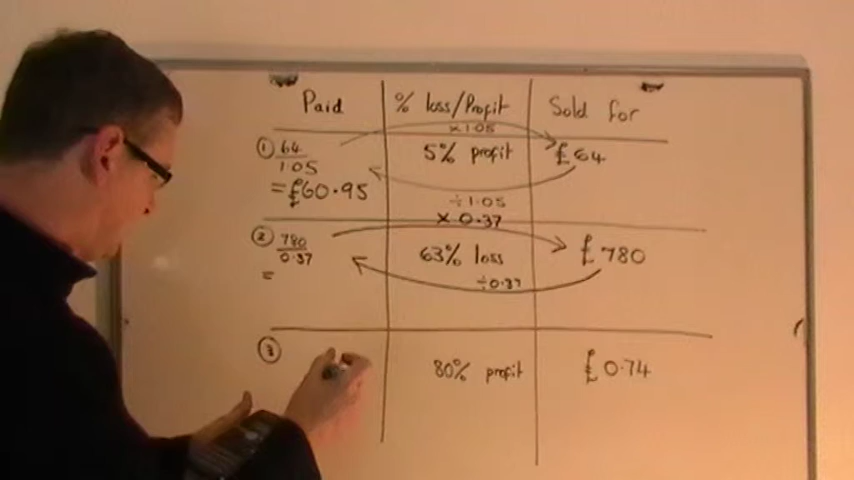 Paid % loss/Profit Sold for
x1.05
① 64/1.05 5% profit £64
= £60.95
÷1.05
x 0.37
② 780/0.37 63% loss £780
= ÷0.37
③ 80% profit £0.74